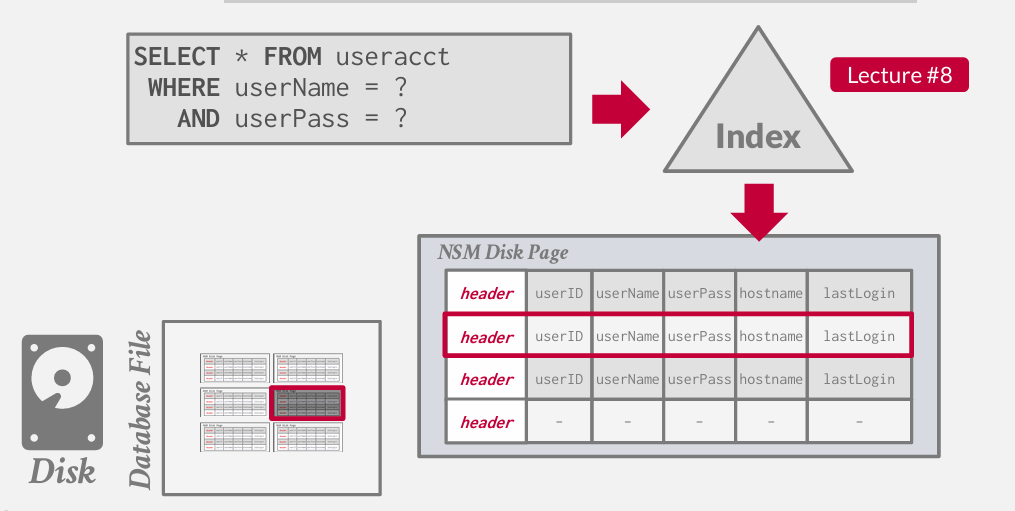 SELECT * FROM useracct
WHERE userName = ?
AND userPass = ?
Index
Lecture #8
NSM Disk Page
header userID userName userPass hostname lastLogin
header userID userName userPass hostname lastLogin
header userID userName userPass hostname lastLogin
header - - - - -
Database File
Disk